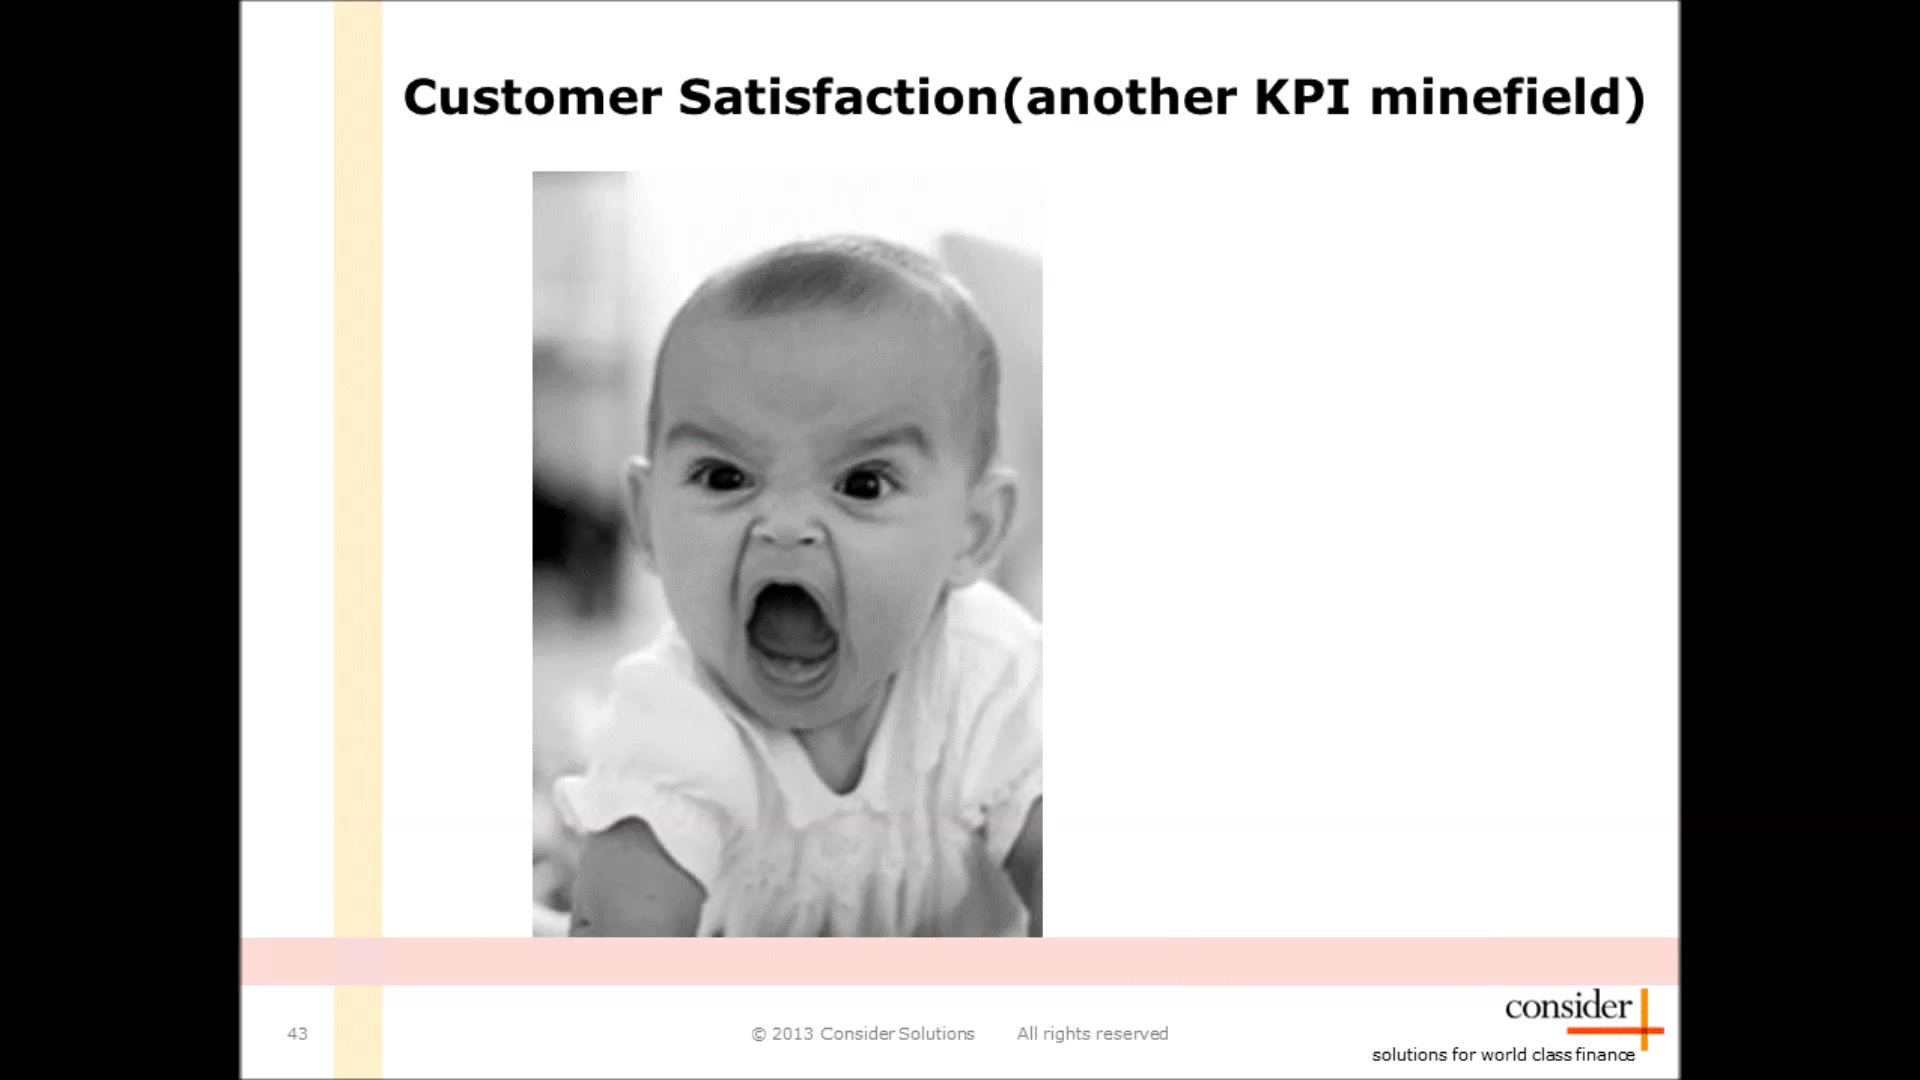 Customer Satisfaction(another KPI minefield)
43
© 2013 Consider Solutions All rights reserved
consider
solutions for world class finance